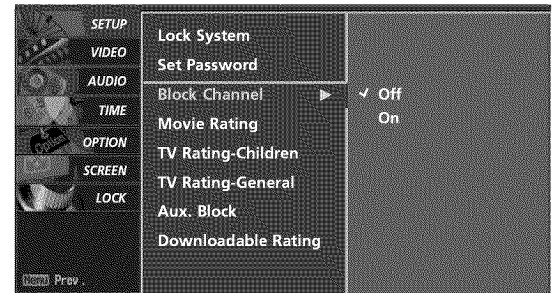 SETUP
VIDEO
AUDIO
TIME
OPTION
SCREEN
LOCK
Lock System
Set Password
Block Channel ▶
Movie Rating
TV Rating-Children
TV Rating-General
Aux. Block
Downloadable Rating
✓ Off
On
Menu Prev.